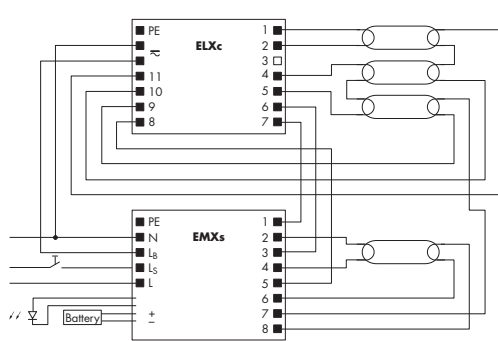 PE 1
ELXc 2
3
11 4
10 5
9 6
8 7
PE 1
EMXs
N 2
LB 3
LS 4
L 5
6
+ 7
Battery
– 8